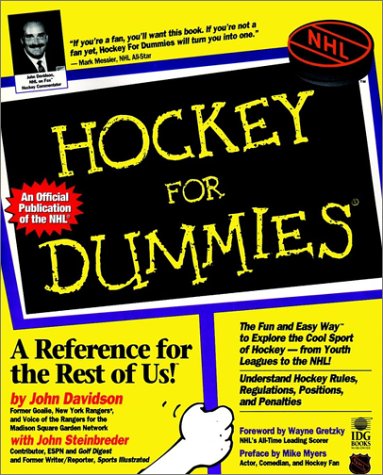 "If you're a fan, you'll want this book. If you're not a
fan yet, Hockey For Dummies will turn you into one."
— Mark Messier, NHL All-Star
John Davidson,
NHL on Fox™
Hockey Commentator
NHL
HOCKEY
FOR
DUMMIES®
An Official
Publication
of the NHL
A Reference for
the Rest of Us!®
by John Davidson
Former Goalie, New York Rangers®,
and Voice of the Rangers for the
Madison Square Garden Network
with John Steinbreder
Contributor, ESPN and Golf Digest
and Former Writer/Reporter, Sports Illustrated
The Fun and Easy Way™
to Explore the Cool Sport
of Hockey — from Youth
Leagues to the NHL!
Understand Hockey Rules,
Regulations, Positions,
and Penalties
Foreword by Wayne Gretzky
NHL's All-Time Leading Scorer
Preface by Mike Myers
Actor, Comedian, and Hockey Fan
IDG
BOOKS
WORLDWIDE